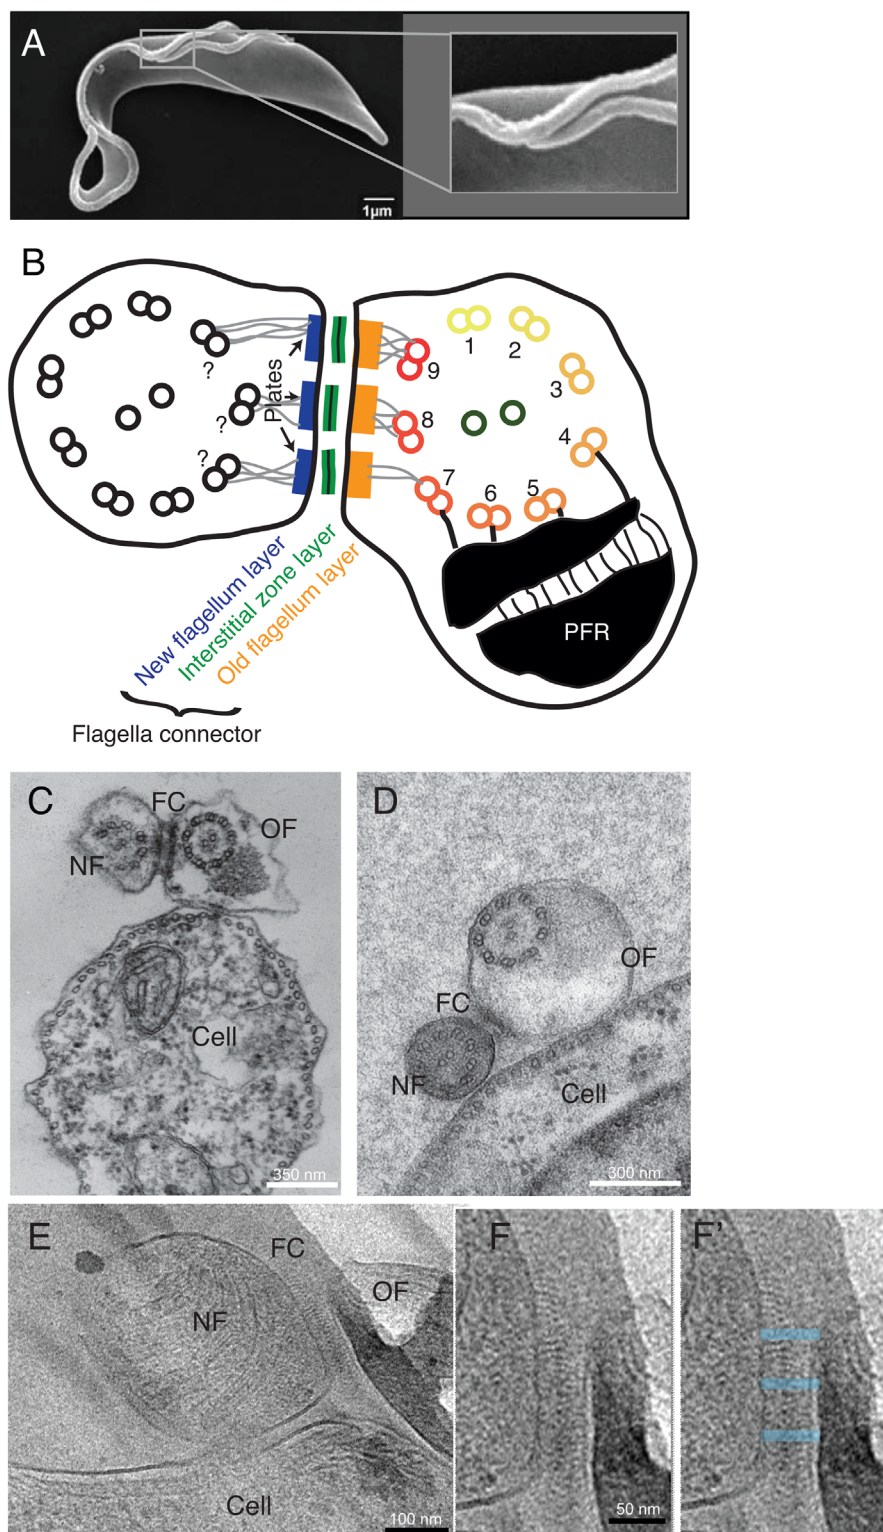 A
1µm
B
?
?
?
Plates
9
8
7
1
2
3
4
5
6
PFR
New flagellum layer
Interstitial zone layer
Old flagellum layer
Flagella connector
C
FC
OF
NF
Cell
350 nm
D
OF
FC
NF
Cell
300 nm
E
FC
OF
NF
Cell
100 nm
F
50 nm
F’